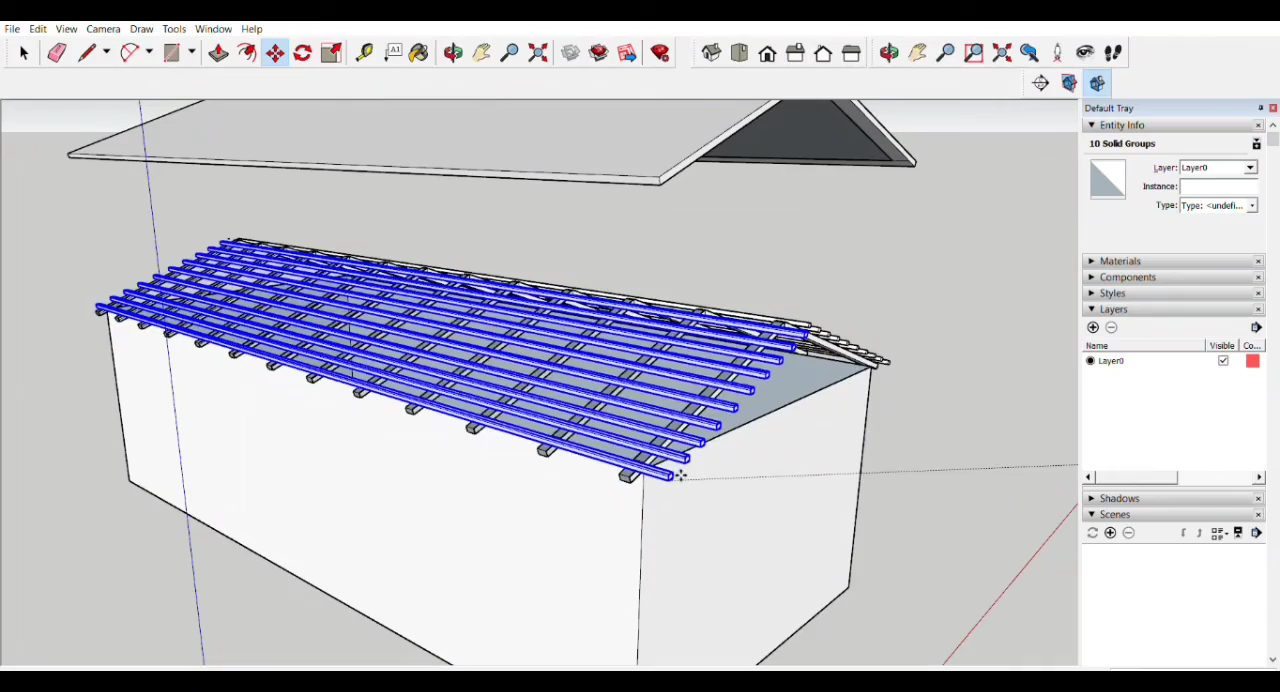 File Edit View Camera Draw Tools Window Help
A1
Default Tray
Entity Info
10 Solid Groups
Layer: Layer0
Instance:
Type: Type: <undefi...
Materials
Components
Styles
Layers
Name Visible Co...
Layer0
Shadows
Scenes